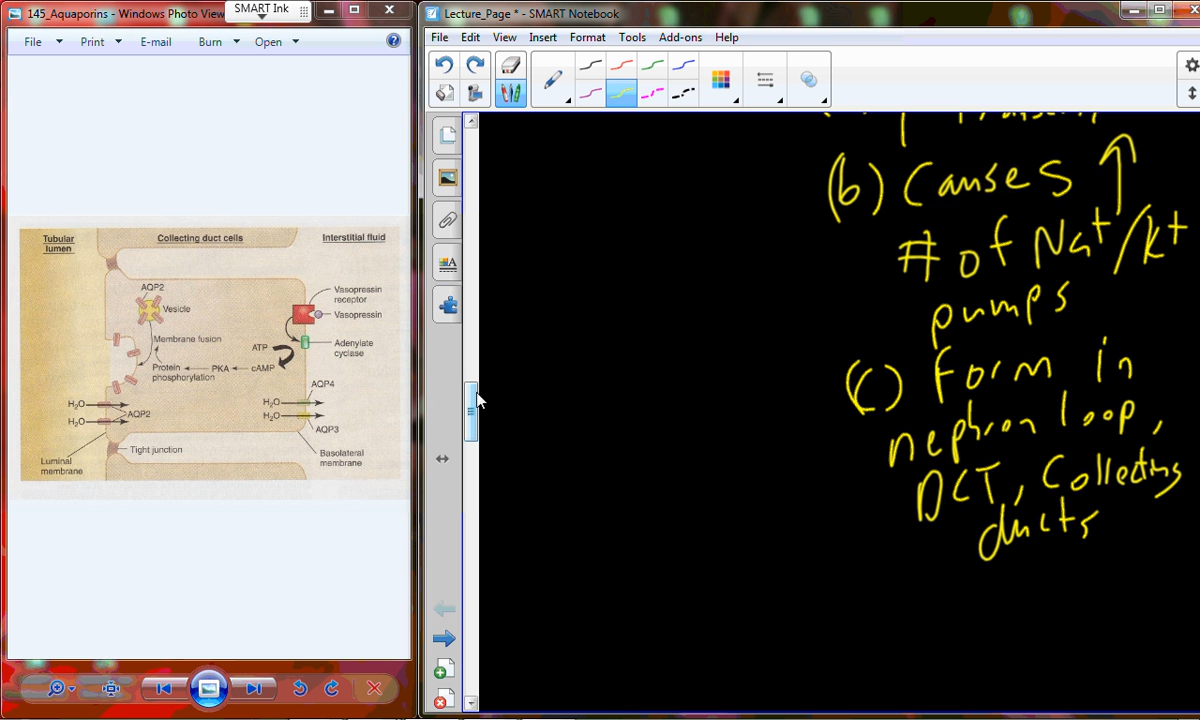 145_Aquaporins - Windows Photo View
SMART Ink
File Print E-mail Burn Open
Tubular
lumen
Collecting duct cells
Interstitial fluid
AQP2
Vesicle
Vasopressin
receptor
Vasopressin
Membrane fusion
ATP
Adenylate
cyclase
Protein
phosphorylation
PKA
cAMP
AQP4
H₂O
H₂O
AQP2
H₂O
H₂O
AQP3
Tight junction
Luminal
membrane
Basolateral
membrane
Lecture_Page * - SMART Notebook
File Edit View Insert Format Tools Add-ons Help
(b) Causes ↑
# of Na+/K+
pumps
(c) Form in
nephron loop,
DCT, Collecting
ducts